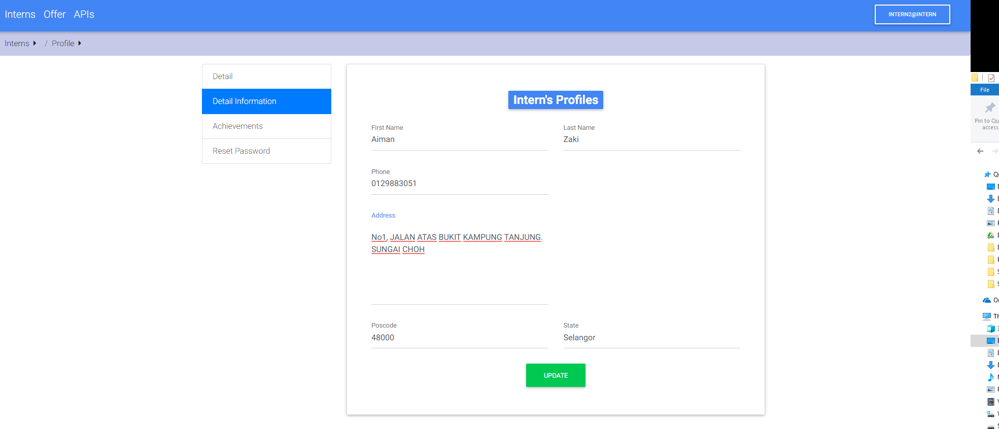 Interns Offer APIs
INTERN2@INTERN
Interns / Profile
Detail
Detail Information
Achievements
Reset Password
Intern's Profiles
First Name
Aiman
Last Name
Zaki
Phone
0129883051
Address
No1, JALAN ATAS BUKIT KAMPUNG TANJUNG.
SUNGAI CHOH
Poscode
48000
State
Selangor
UPDATE
File
Pin to Qu
access